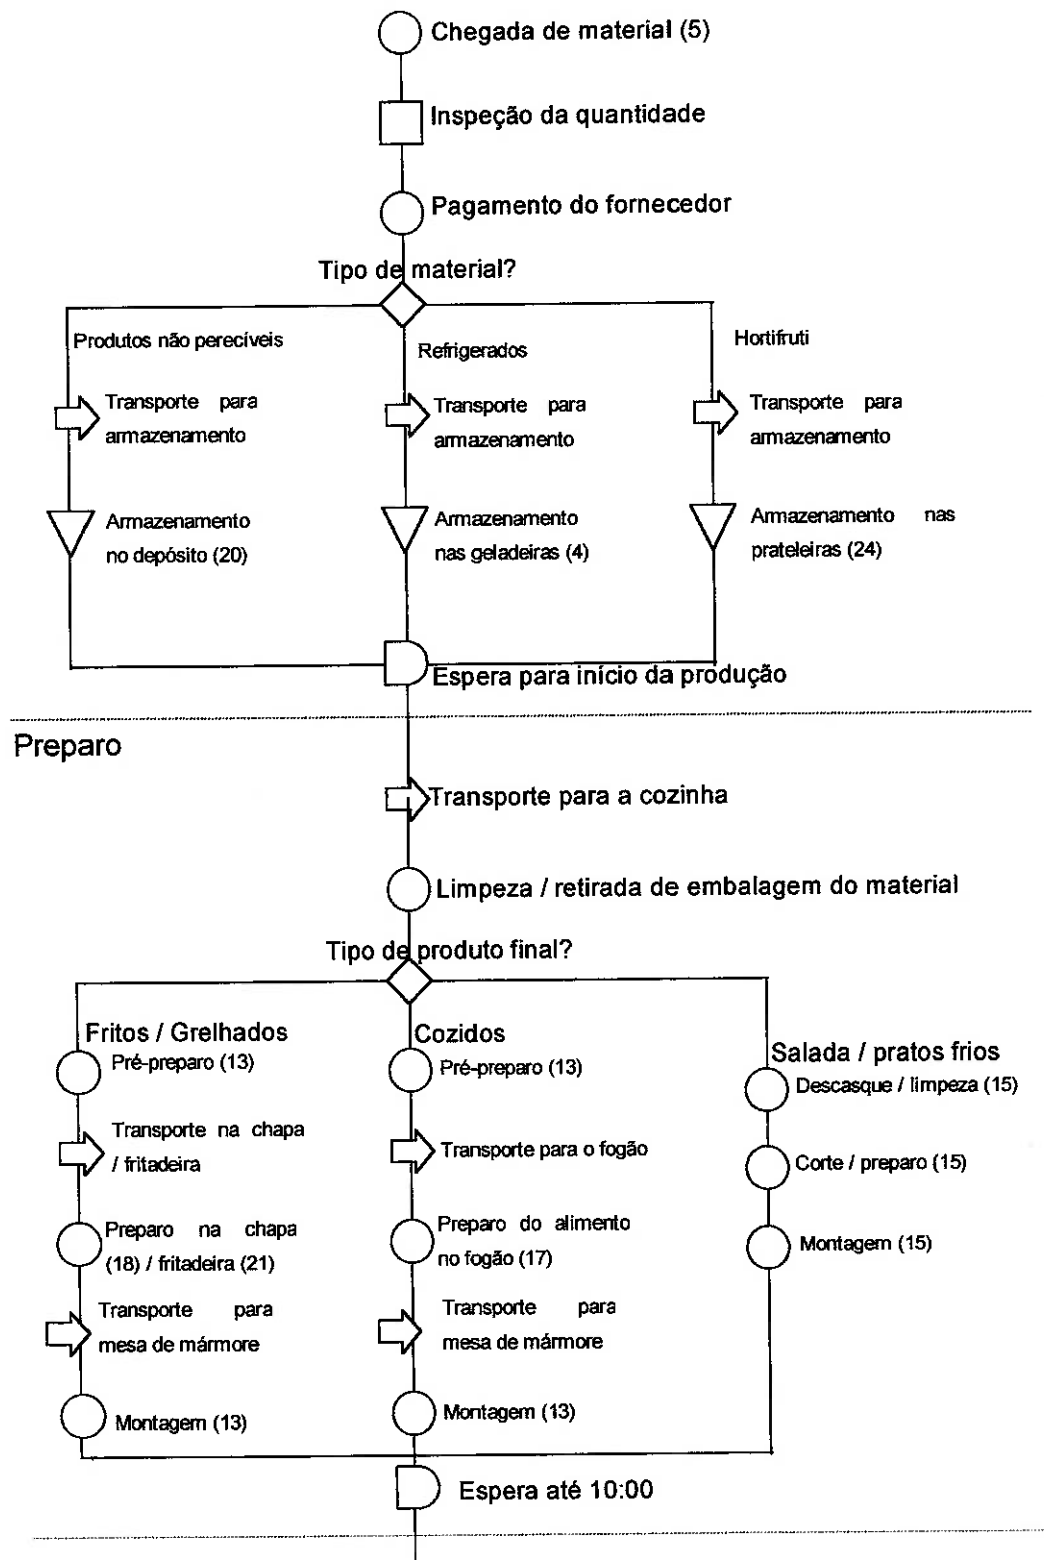 Chegada de material (5)
Inspeção da quantidade
Pagamento do fornecedor
Tipo de material?
Produtos não perecíveis
Refrigerados
Hortifruti
Transporte para
armazenamento
Transporte para
armazenamento
Transporte para
armazenamento
Armazenamento
no depósito (20)
Armazenamento
nas geladeiras (4)
Armazenamento nas
prateleiras (24)
Espera para início da produção
Preparo
Transporte para a cozinha
Limpeza / retirada de embalagem do material
Tipo de produto final?
Fritos / Grelhados
Pré-preparo (13)
Transporte na chapa
/ fritadeira
Preparo na chapa
(18) / fritadeira (21)
Transporte para
mesa de mármore
Montagem (13)
Cozidos
Pré-preparo (13)
Transporte para o fogão
Preparo do alimento
no fogão (17)
Transporte para
mesa de mármore
Montagem (13)
Salada / pratos frios
Descasque / limpeza (15)
Corte / preparo (15)
Montagem (15)
Espera até 10:00